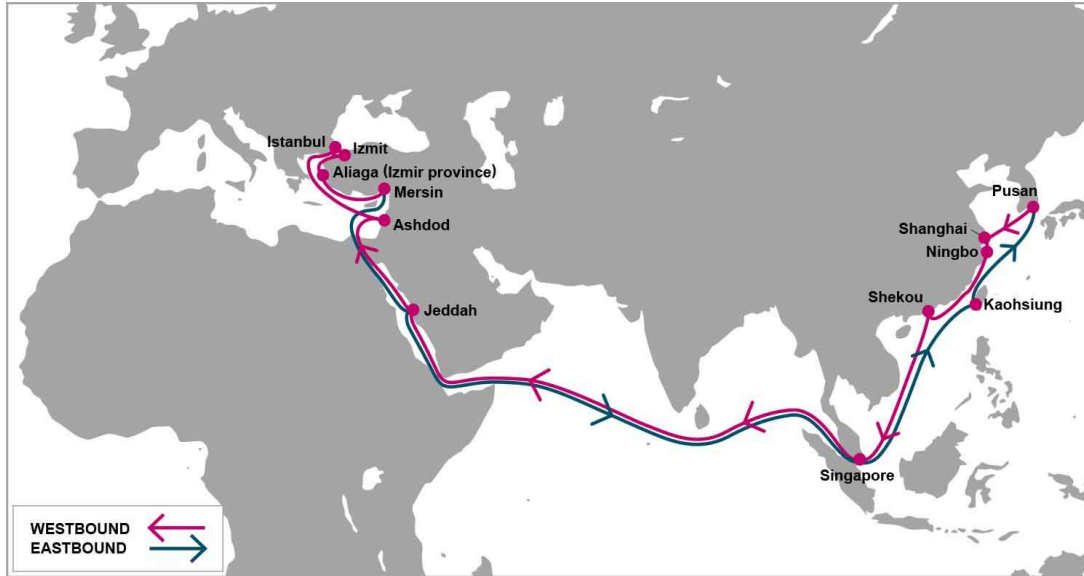 Istanbul
Izmit
Aliaga (Izmir province)
Mersin
Ashdod
Jeddah
Pusan
Shanghai
Ningbo
Shekou
Kaohsiung
Singapore
WESTBOUND
EASTBOUND